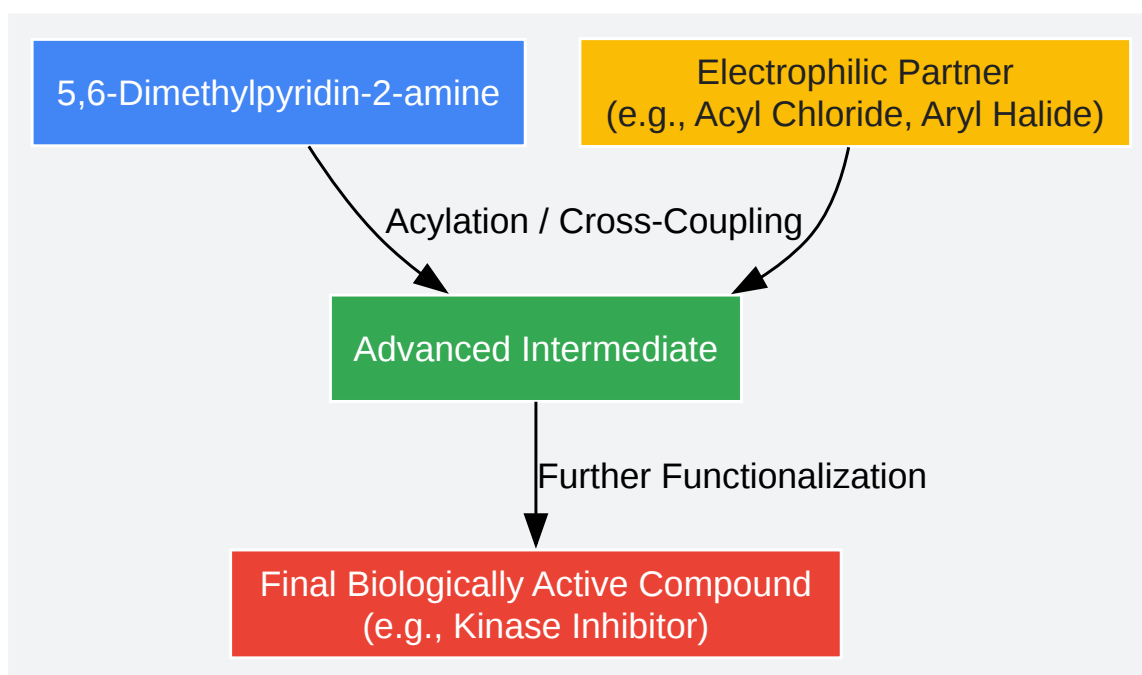 5,6-Dimethylpyridin-2-amine
Electrophilic Partner
(e.g., Acyl Chloride, Aryl Halide)
Acylation / Cross-Coupling
Advanced Intermediate
Further Functionalization
Final Biologically Active Compound
(e.g., Kinase Inhibitor)